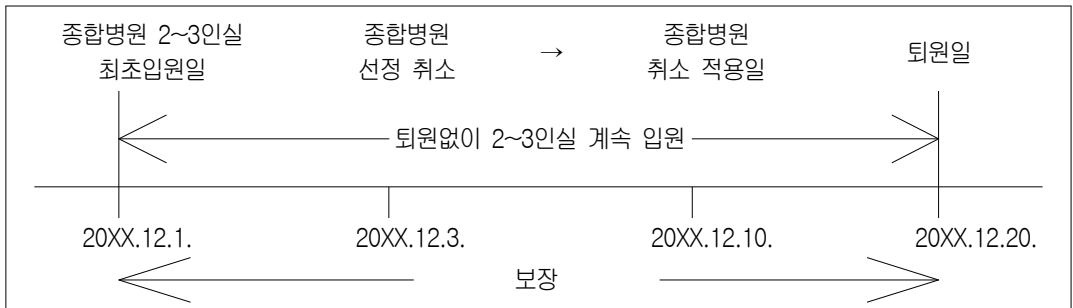 종합병원 2~3인실 종합병원 → 종합병원 퇴원일
최초입원일 선정 취소 취소 적용일
퇴원없이 2~3인실 계속 입원
20XX.12.1. 20XX.12.3. 20XX.12.10. 20XX.12.20.
보장